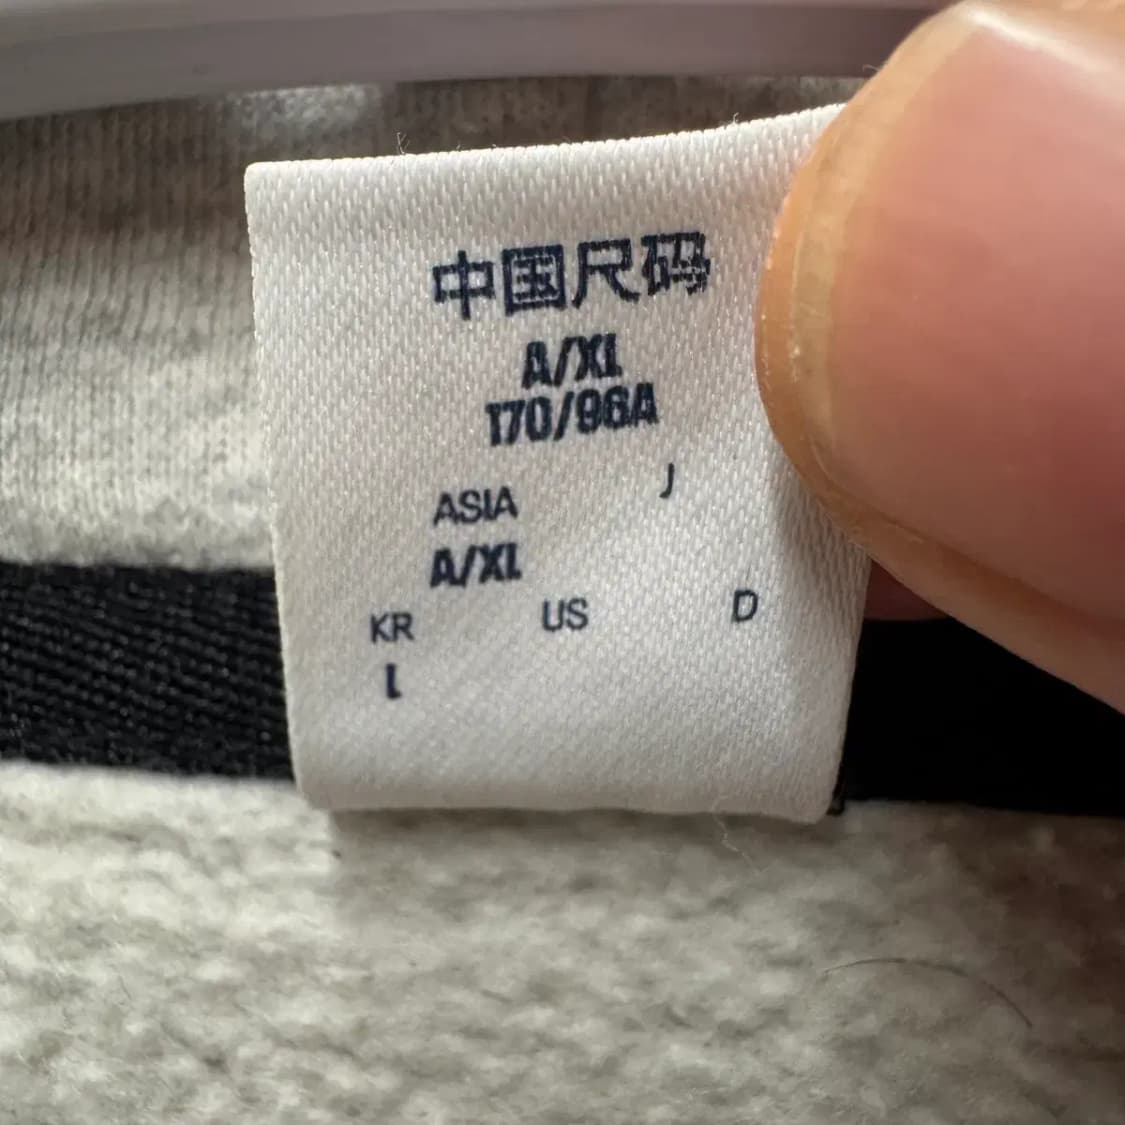 中国尺码
A/XL
170/96A
ASIA J
A/XL
KR US D
L